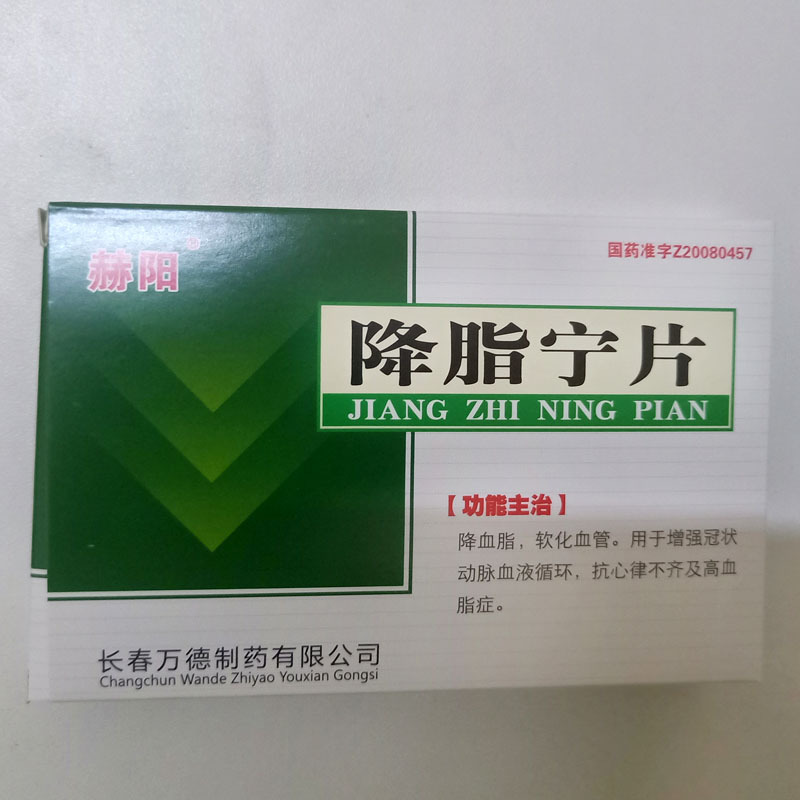 赫阳®
国药准字Z20080457
降脂宁片
JIANG ZHI NING PIAN
【功能主治】
降血脂，软化血管。用于增强冠状
动脉血液循环，抗心律不齐及高血
脂症。
长春万德制药有限公司
Changchun Wande Zhiyao Youxian Gongsi